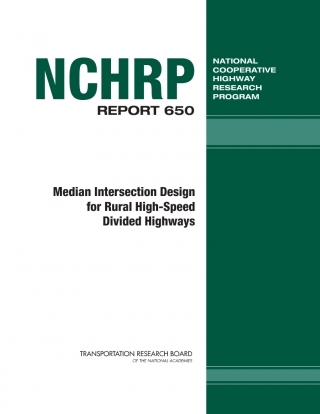 NCHRP
REPORT 650
NATIONAL
COOPERATIVE
HIGHWAY
RESEARCH
PROGRAM
Median Intersection Design
for Rural High-Speed
Divided Highways
TRANSPORTATION RESEARCH BOARD
OF THE NATIONAL ACADEMIES